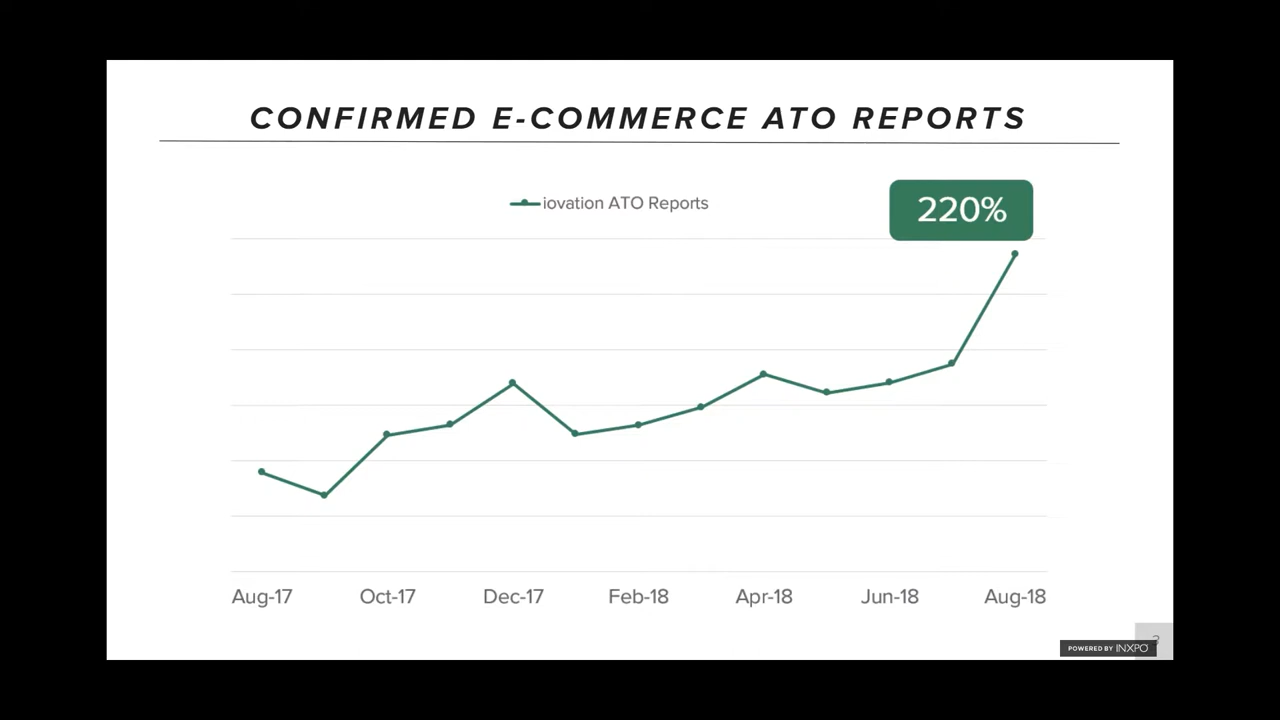 CONFIRMED E-COMMERCE ATO REPORTS
iovation ATO Reports
220%
Aug-17 Oct-17 Dec-17 Feb-18 Apr-18 Jun-18 Aug-18
POWERED BY INXPO